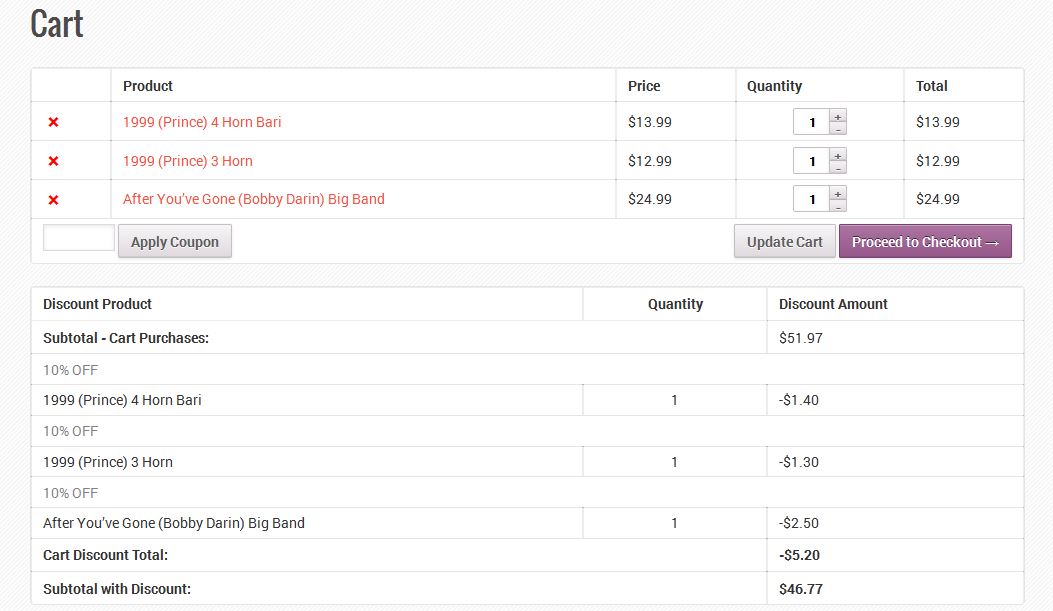 Cart
Product Price Quantity Total
1999 (Prince) 4 Horn Bari $13.99 1 + - $13.99
1999 (Prince) 3 Horn $12.99 1 + - $12.99
After You've Gone (Bobby Darin) Big Band $24.99 1 + - $24.99
Apply Coupon Update Cart Proceed to Checkout →
Discount Product Quantity Discount Amount
Subtotal - Cart Purchases: $51.97
10% OFF
1999 (Prince) 4 Horn Bari 1 -$1.40
10% OFF
1999 (Prince) 3 Horn 1 -$1.30
10% OFF
After You've Gone (Bobby Darin) Big Band 1 -$2.50
Cart Discount Total: -$5.20
Subtotal with Discount: $46.77